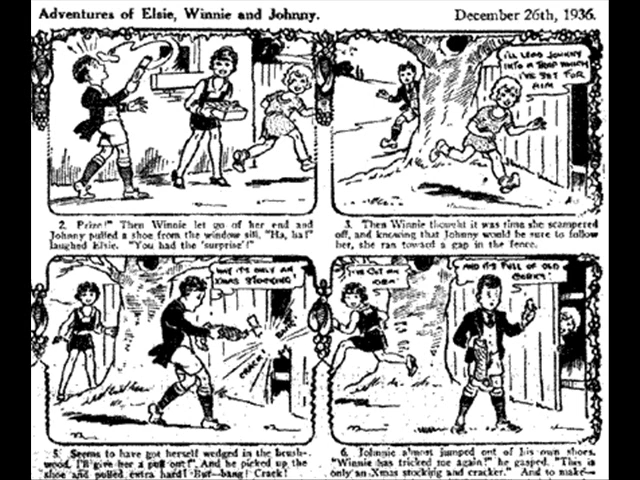 Adventures of Elsie, Winnie and Johnny.
December 26th, 1936.
I'LL LEAD JOHNNY
INTO A TRAP WHICH
I'VE SET FOR
HIM
2. Prize!" Then Winnie let go of her end and
Johnny pulled a shoe from the window sill. "Ha, ha!"
laughed Elsie. "You had the 'surprise'!"
3. Then Winnie thought it was time she scampered
off, and knowing that Johnny would be sure to follow
her, she ran toward a gap in the fence.
WHY IT'S ONLY AN
XMAS STOCKING!
BANG
CRACK!
I'VE GOT AN
IDEA
AND IT'S FULL OF OLD
CORKS!
5. Seems to have got herself wedged in the brush-
wood. I'll give her a pull out!" And he picked up the
shoe and pulled extra hard! But—bang! Crack!
6. Johnnie almost jumped out of his own shoes.
"Winnie has tricked me again!" he gasped. "This is
only an Xmas stocking and cracker." And to make—